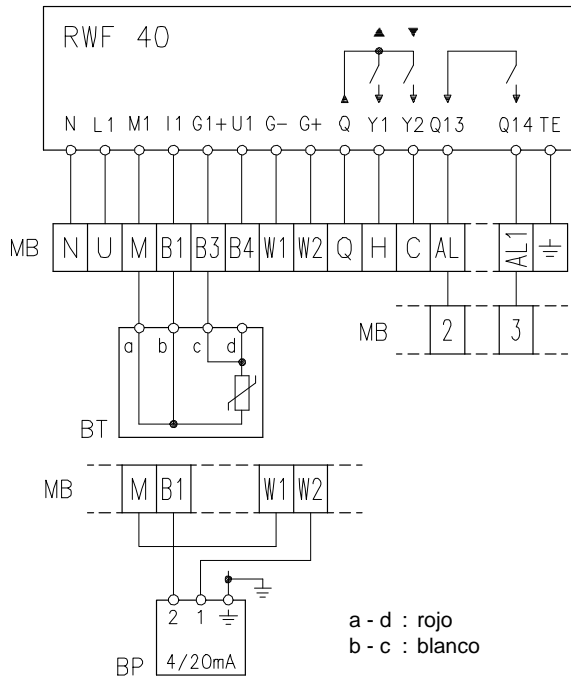 RWF 40
N L1 M1 I1 G1+ U1 G- G+ Q Y1 Y2 Q13 Q14 TE
MB N U M B1 B3 B4 W1 W2 Q H C AL AL1
MB 2 3
a b c d
BT
MB M B1 W1 W2
2 1
BP 4/20mA
a - d : rojo
b - c : blanco